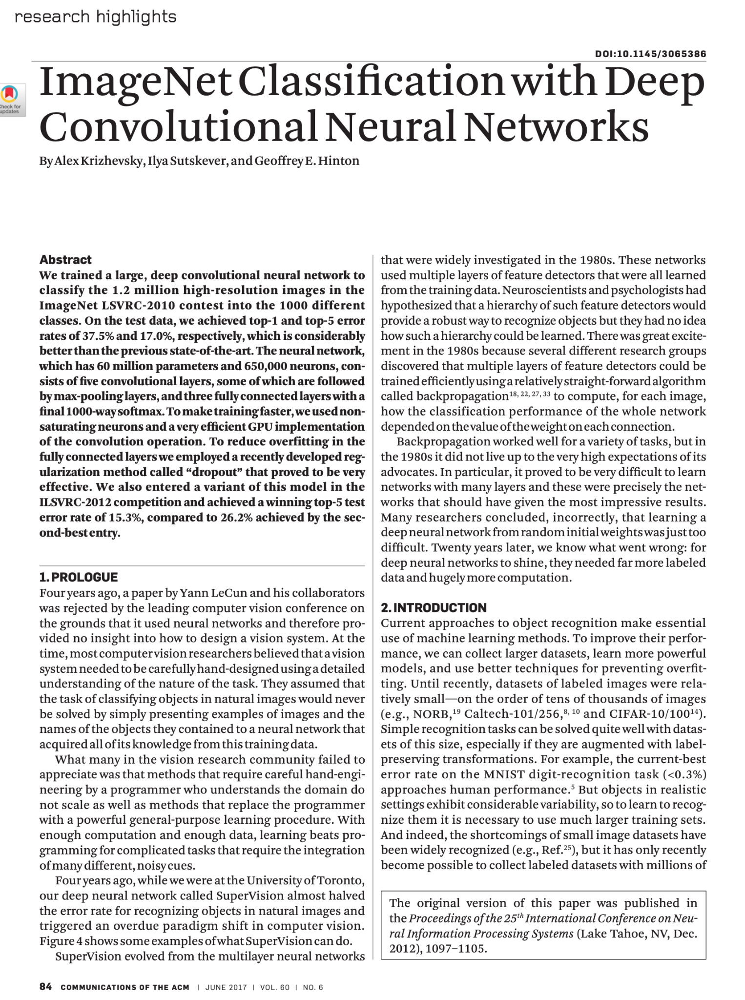 research highlights
DOI:10.1145/3065386
ImageNet Classification with Deep
Convolutional Neural Networks
By Alex Krizhevsky, Ilya Sutskever, and Geoffrey E. Hinton
Check for
updates
Abstract
We trained a large, deep convolutional neural network to
classify the 1.2 million high-resolution images in the
ImageNet LSVRC-2010 contest into the 1000 different
classes. On the test data, we achieved top-1 and top-5 error
rates of 37.5% and 17.0%, respectively, which is considerably
better than the previous state-of-the-art. The neural network,
which has 60 million parameters and 650,000 neurons, con-
sists of five convolutional layers, some of which are followed
by max-pooling layers, and three fully connected layers with a
final 1000-way softmax. To make training faster, we used non-
saturating neurons and a very efficient GPU implementation
of the convolution operation. To reduce overfitting in the
fully connected layers we employed a recently developed reg-
ularization method called “dropout” that proved to be very
effective. We also entered a variant of this model in the
ILSVRC-2012 competition and achieved a winning top-5 test
error rate of 15.3%, compared to 26.2% achieved by the sec-
ond-best entry.
1. PROLOGUE
Four years ago, a paper by Yann LeCun and his collaborators
was rejected by the leading computer vision conference on
the grounds that it used neural networks and therefore pro-
vided no insight into how to design a vision system. At the
time, most computer vision researchers believed that a vision
system needed to be carefully hand-designed using a detailed
understanding of the nature of the task. They assumed that
the task of classifying objects in natural images would never
be solved by simply presenting examples of images and the
names of the objects they contained to a neural network that
acquired all of its knowledge from this training data.
What many in the vision research community failed to
appreciate was that methods that require careful hand-engi-
neering by a programmer who understands the domain do
not scale as well as methods that replace the programmer
with a powerful general-purpose learning procedure. With
enough computation and enough data, learning beats pro-
gramming for complicated tasks that require the integration
of many different, noisy cues.
Four years ago, while we were at the University of Toronto,
our deep neural network called SuperVision almost halved
the error rate for recognizing objects in natural images and
triggered an overdue paradigm shift in computer vision.
Figure 4 shows some examples of what SuperVision can do.
SuperVision evolved from the multilayer neural networks
that were widely investigated in the 1980s. These networks
used multiple layers of feature detectors that were all learned
from the training data. Neuroscientists and psychologists had
hypothesized that a hierarchy of such feature detectors would
provide a robust way to recognize objects but they had no idea
how such a hierarchy could be learned. There was great excite-
ment in the 1980s because several different research groups
discovered that multiple layers of feature detectors could be
trained efficiently using a relatively straight-forward algorithm
called backpropagation18, 22, 27, 33 to compute, for each image,
how the classification performance of the whole network
depended on the value of the weight on each connection.
Backpropagation worked well for a variety of tasks, but in
the 1980s it did not live up to the very high expectations of its
advocates. In particular, it proved to be very difficult to learn
networks with many layers and these were precisely the net-
works that should have given the most impressive results.
Many researchers concluded, incorrectly, that learning a
deep neural network from random initial weights was just too
difficult. Twenty years later, we know what went wrong: for
deep neural networks to shine, they needed far more labeled
data and hugely more computation.
2. INTRODUCTION
Current approaches to object recognition make essential
use of machine learning methods. To improve their perfor-
mance, we can collect larger datasets, learn more powerful
models, and use better techniques for preventing overfit-
ting. Until recently, datasets of labeled images were rela-
tively small—on the order of tens of thousands of images
(e.g., NORB,19 Caltech-101/256,8, 10 and CIFAR-10/10014).
Simple recognition tasks can be solved quite well with datas-
ets of this size, especially if they are augmented with label-
preserving transformations. For example, the current-best
error rate on the MNIST digit-recognition task (<0.3%)
approaches human performance.5 But objects in realistic
settings exhibit considerable variability, so to learn to recog-
nize them it is necessary to use much larger training sets.
And indeed, the shortcomings of small image datasets have
been widely recognized (e.g., Ref.25), but it has only recently
become possible to collect labeled datasets with millions of
The original version of this paper was published in
the Proceedings of the 25th International Conference on Neu-
ral Information Processing Systems (Lake Tahoe, NV, Dec.
2012), 1097–1105.
84 COMMUNICATIONS OF THE ACM | JUNE 2017 | VOL. 60 | NO. 6